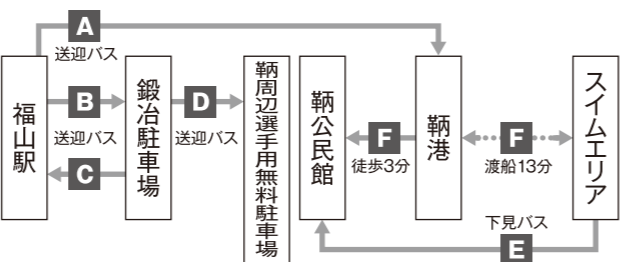 A
送迎バス
福山駅
B
送迎バス
C
鍛冶駐車場
D
送迎バス
鞆周辺選手用無料駐車場
鞆公民館
F
徒歩3分
鞆港
F
渡船13分
スイムエリア
下見バス
E